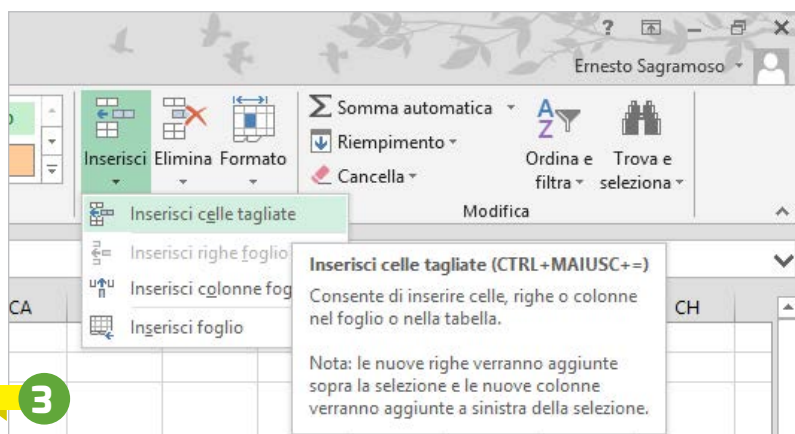 ?
Ernesto Sagramoso
Inserisci Elimina Formato
Somma automatica
Riempimento
Cancella
A
Z
Ordina e
filtra
Trova e
seleziona
Modifica
Inserisci celle tagliate
Inserisci righe foglio
Inserisci colonne fog
Inserisci foglio
Inserisci celle tagliate (CTRL+MAIUSC+=)
Consente di inserire celle, righe o colonne
nel foglio o nella tabella.
Nota: le nuove righe verranno aggiunte
sopra la selezione e le nuove colonne
verranno aggiunte a sinistra della selezione.
CA
CH
3